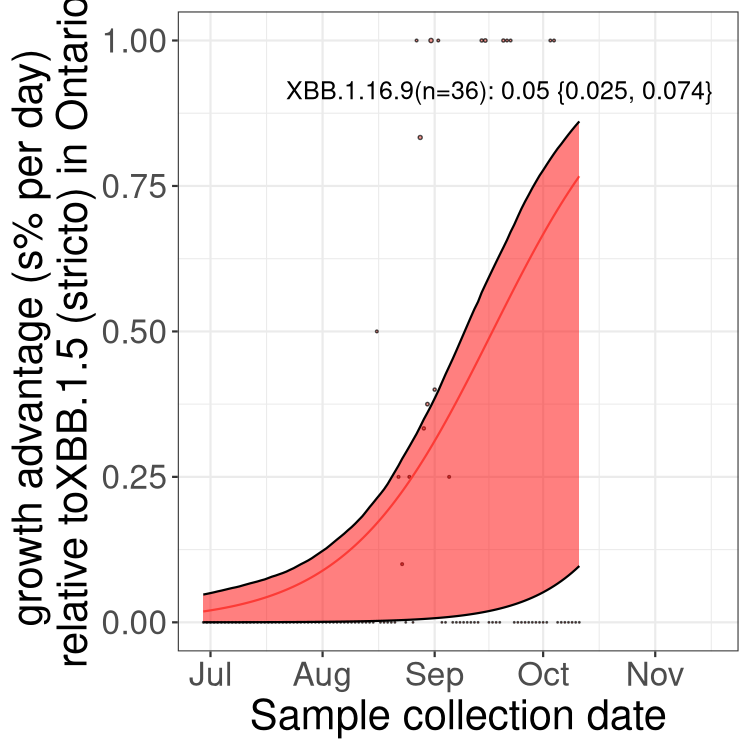 growth advantage (s% per day)
relative toXBB.1.5 (stricto) in Ontario
1.00
0.75
0.50
0.25
0.00
XBB.1.16.9(n=36): 0.05 {0.025, 0.074}
Jul Aug Sep Oct Nov
Sample collection date